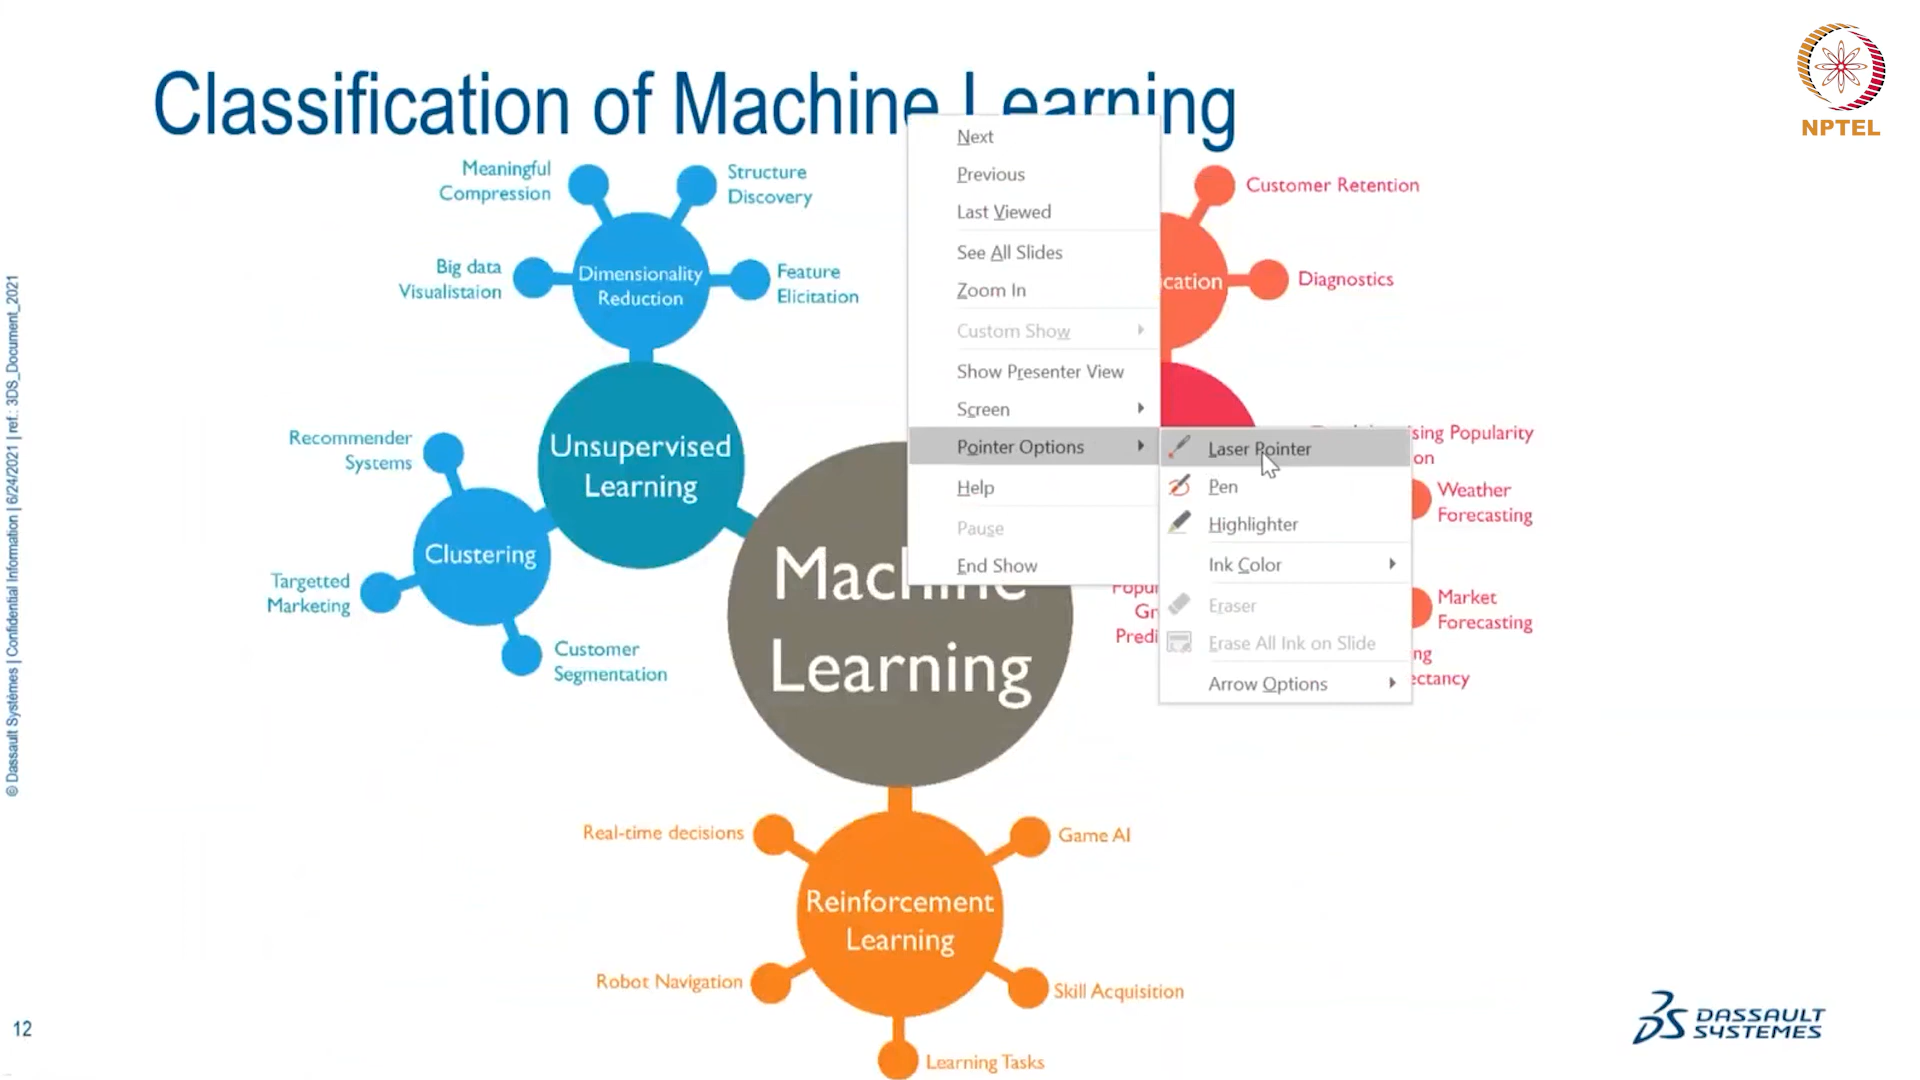 Classification of Machine Learning
NPTEL
Meaningful
Compression
Structure
Discovery
Big data
Visualistaion
Dimensionality
Reduction
Feature
Elicitation
Customer Retention
Diagnostics
Next
Previous
Last Viewed
See All Slides
Zoom In
Custom Show
Show Presenter View
Screen
Pointer Options
Help
Pause
End Show
Laser Pointer
Pen
Highlighter
Ink Color
Eraser
Erase All Ink on Slide
Arrow Options
Unsupervised
Learning
Recommender
Systems
Clustering
Targetted
Marketing
Customer
Segmentation
Machine
Learning
Popularity
Weather
Forecasting
Market
Forecasting
Real-time decisions
Game AI
Reinforcement
Learning
Robot Navigation
Skill Acquisition
Learning Tasks
© Dassault Systèmes | Confidential Information | 6/24/2021 | ref.: 3DS_Document_2021
12
DASSAULT
SYSTEMES